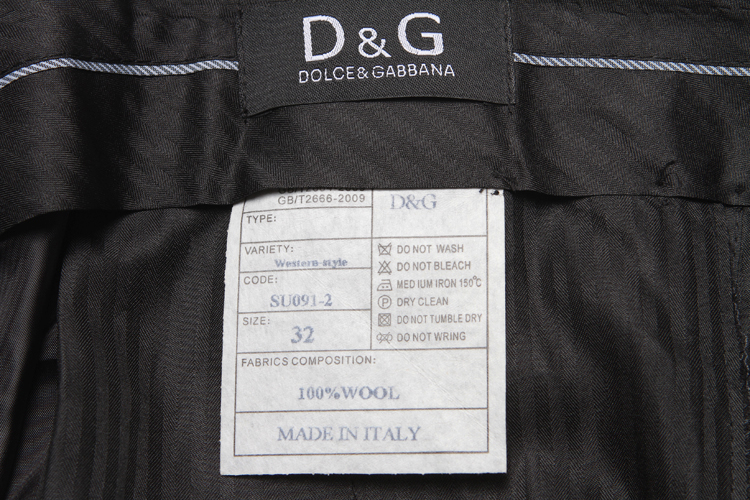 D&G
DOLCE&GABBANA
GB/T2666-2009
D&G
TYPE:
VARIETY:
Western-style
CODE:
SU091-2
SIZE:
32
DO NOT WASH
DO NOT BLEACH
MEDIUM IRON 150°C
DRY CLEAN
DO NOT TUMBLE DRY
DO NOT WRING
FABRICS COMPOSITION:
100%WOOL
MADE IN ITALY